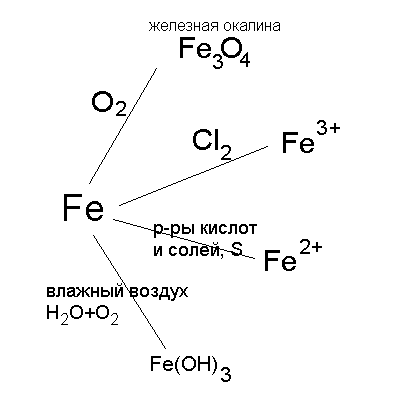 железная окалина
Fe3O4
O2
Cl2
Fe3+
Fe
р-ры кислот
и солей, S
Fe2+
влажный воздух
H2O+O2
Fe(OH)3